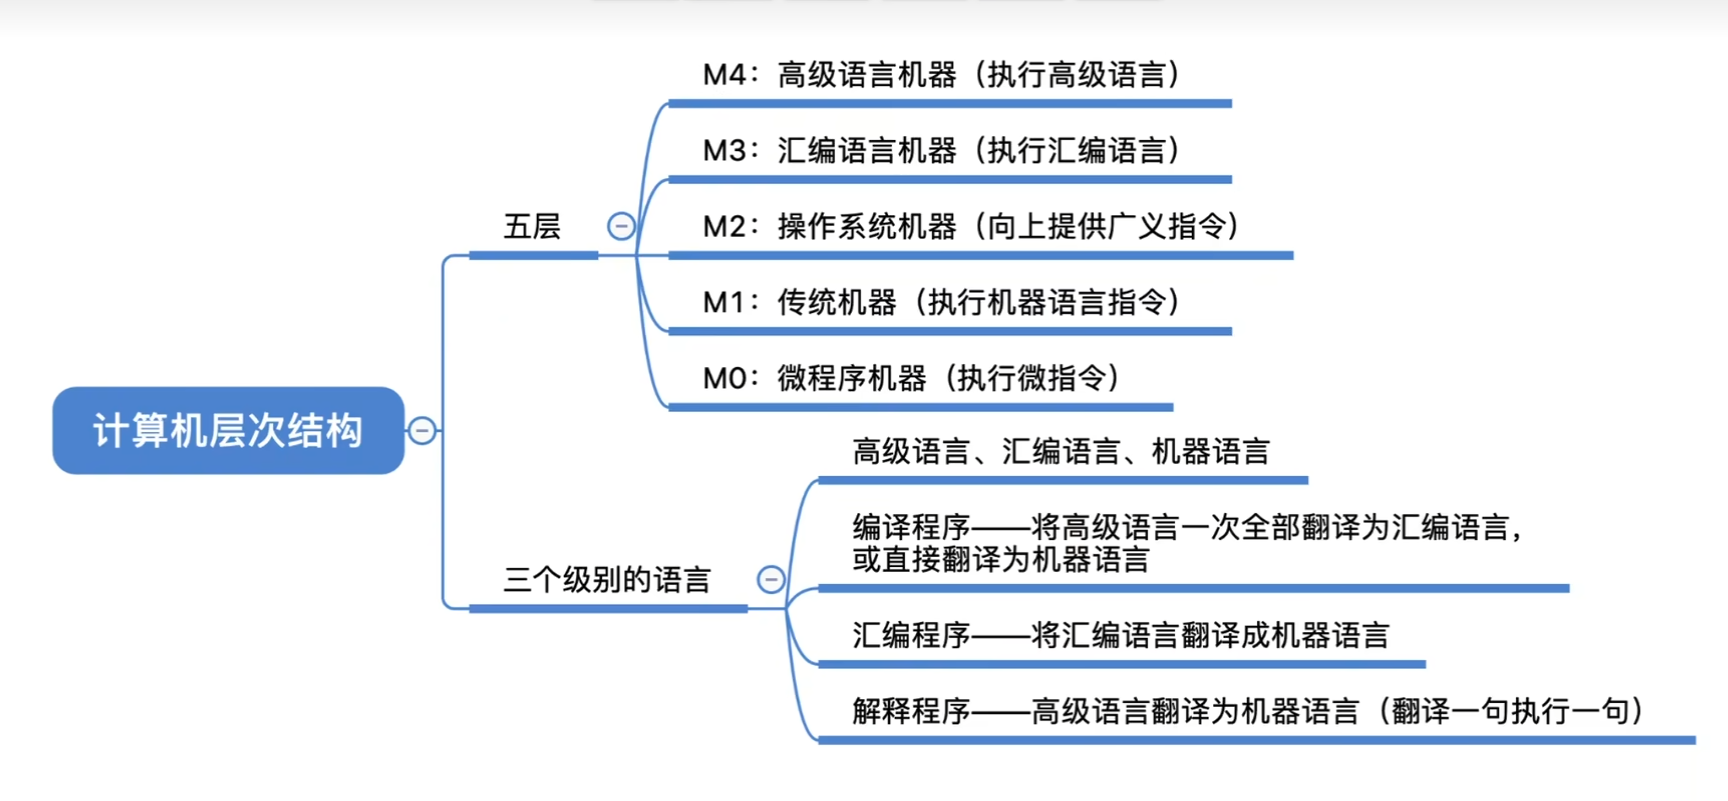 计算机层次结构
五层
M4：高级语言机器（执行高级语言）
M3：汇编语言机器（执行汇编语言）
M2：操作系统机器（向上提供广义指令）
M1：传统机器（执行机器语言指令）
M0：微程序机器（执行微指令）
三个级别的语言
高级语言、汇编语言、机器语言
编译程序——将高级语言一次全部翻译为汇编语言，
或直接翻译为机器语言
汇编程序——将汇编语言翻译成机器语言
解释程序——高级语言翻译为机器语言（翻译一句执行一句）